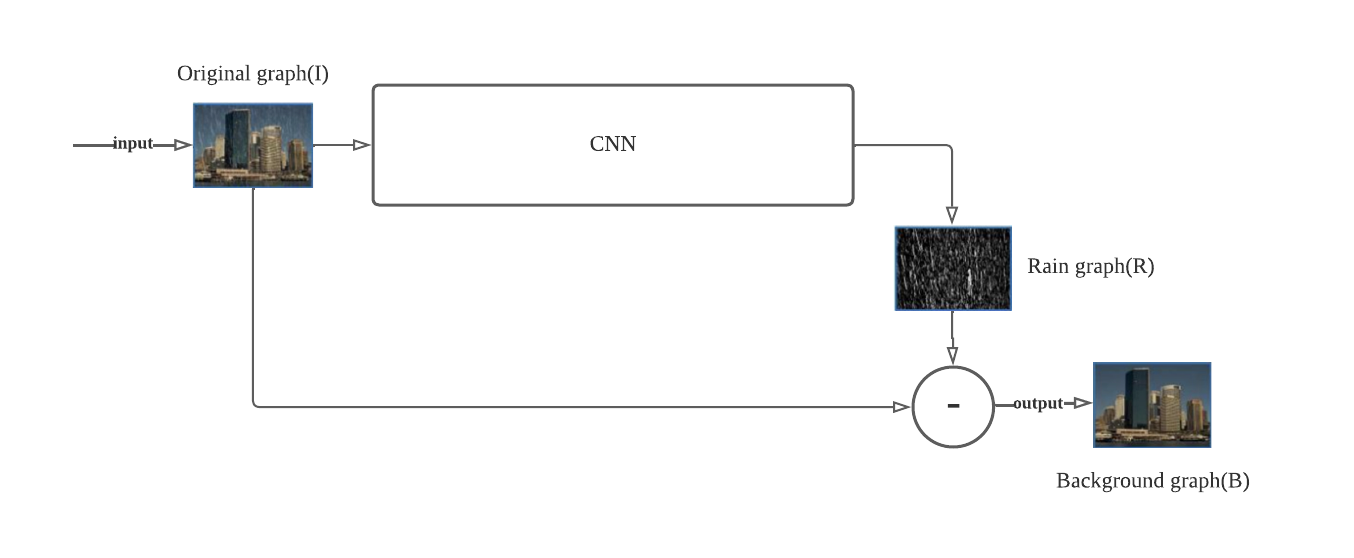 Original graph(I)
input
CNN
Rain graph(R)
-
output
Background graph(B)